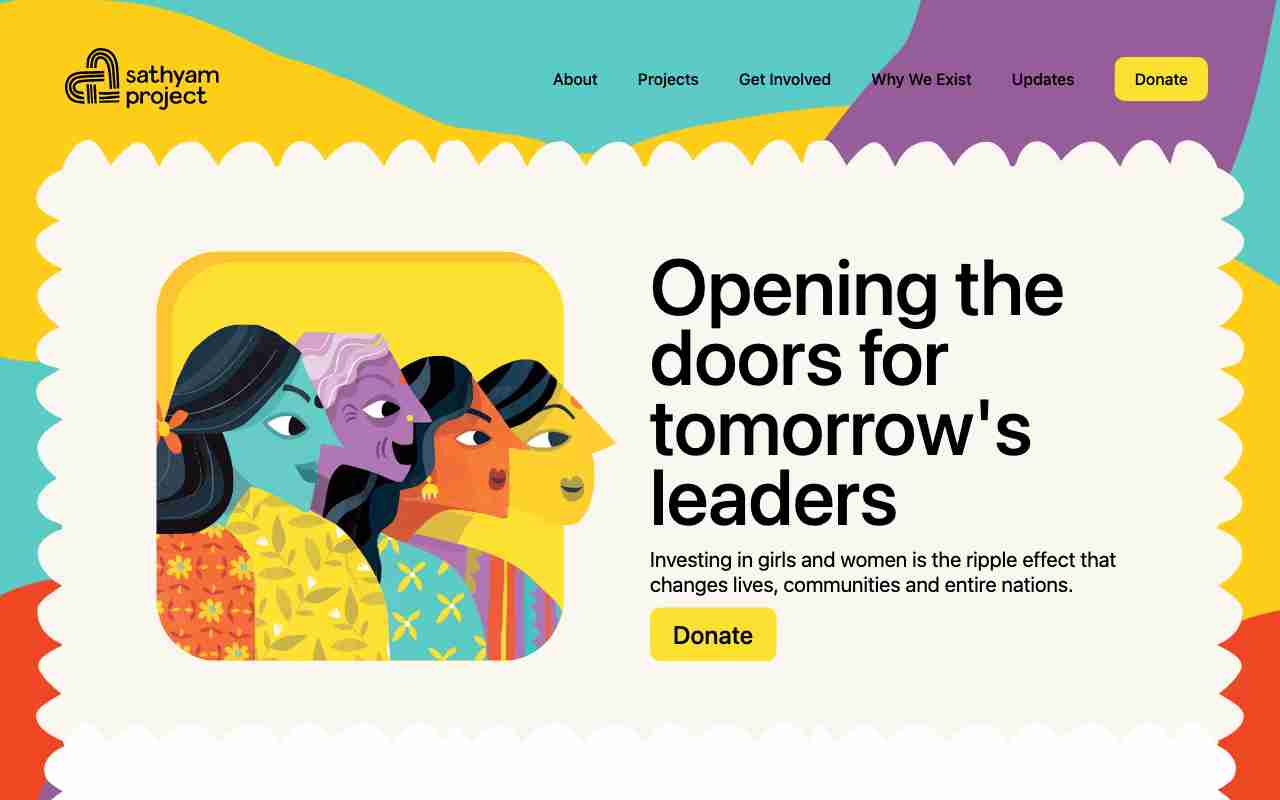 sathyam
project
About
Projects
Get Involved
Why We Exist
Updates
Donate
Opening the
doors for
tomorrow's
leaders
Investing in girls and women is the ripple effect that
changes lives, communities and entire nations.
Donate